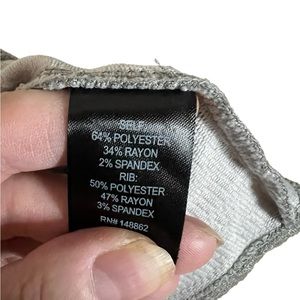 SELF:
64% POLYESTER
34% RAYON
2% SPANDEX
RIB:
50% POLYESTER
47% RAYON
3% SPANDEX
RN# 148862